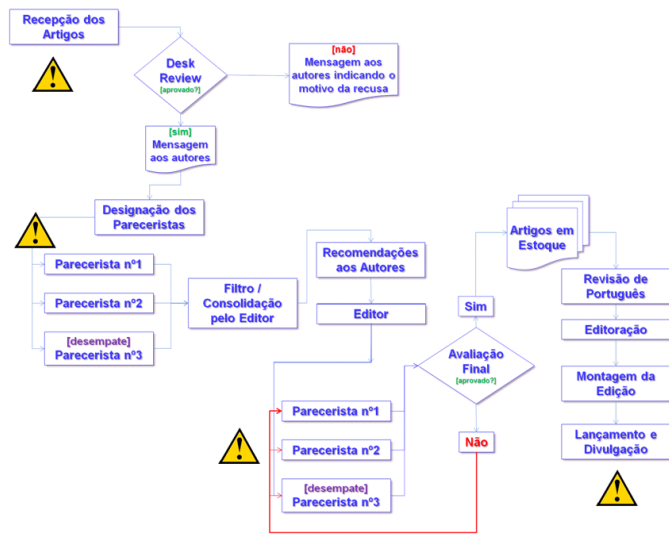 Recepção dos
Artigos
Desk
Review
[aprovado?]
[não]
Mensagem aos
autores indicando o
motivo da recusa
[sim]
Mensagem
aos autores
Designação dos
Pareceristas
Parecerista nº1
Parecerista nº2
[desempate]
Parecerista nº3
Filtro /
Consolidação
pelo Editor
Recomendações
aos Autores
Editor
Parecerista nº1
Parecerista nº2
[desempate]
Parecerista nº3
Avaliação
Final
[aprovado?]
Sim
Não
Artigos em
Estoque
Revisão de
Português
Editoração
Montagem da
Edição
Lançamento e
Divulgação